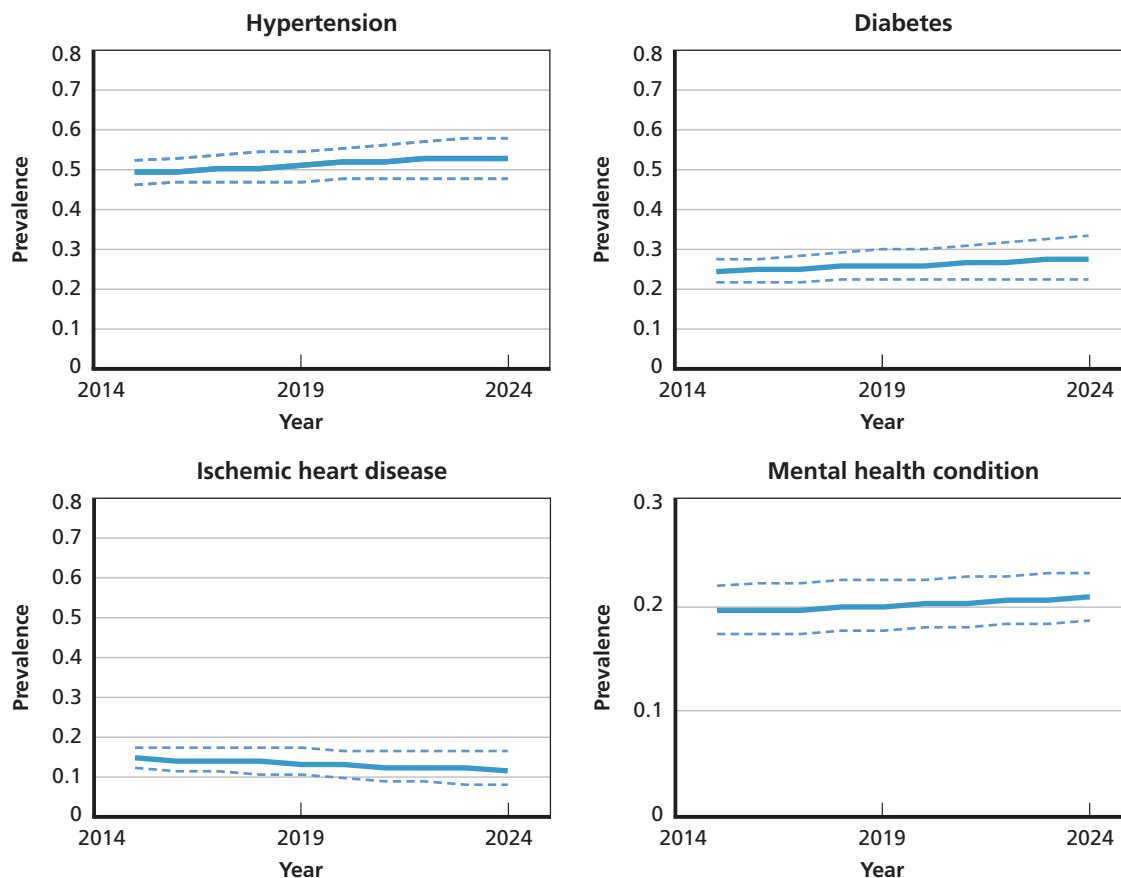 Hypertension
0.8
0.7
0.6
0.5
0.4
0.3
0.2
0.1
0
Prevalence
2014 2019 2024
Year
Diabetes
0.8
0.7
0.6
0.5
0.4
0.3
0.2
0.1
0
Prevalence
2014 2019 2024
Year
Ischemic heart disease
0.8
0.7
0.6
0.5
0.4
0.3
0.2
0.1
0
Prevalence
2014 2019 2024
Year
Mental health condition
0.3
0.2
0.1
0
Prevalence
2014 2019 2024
Year